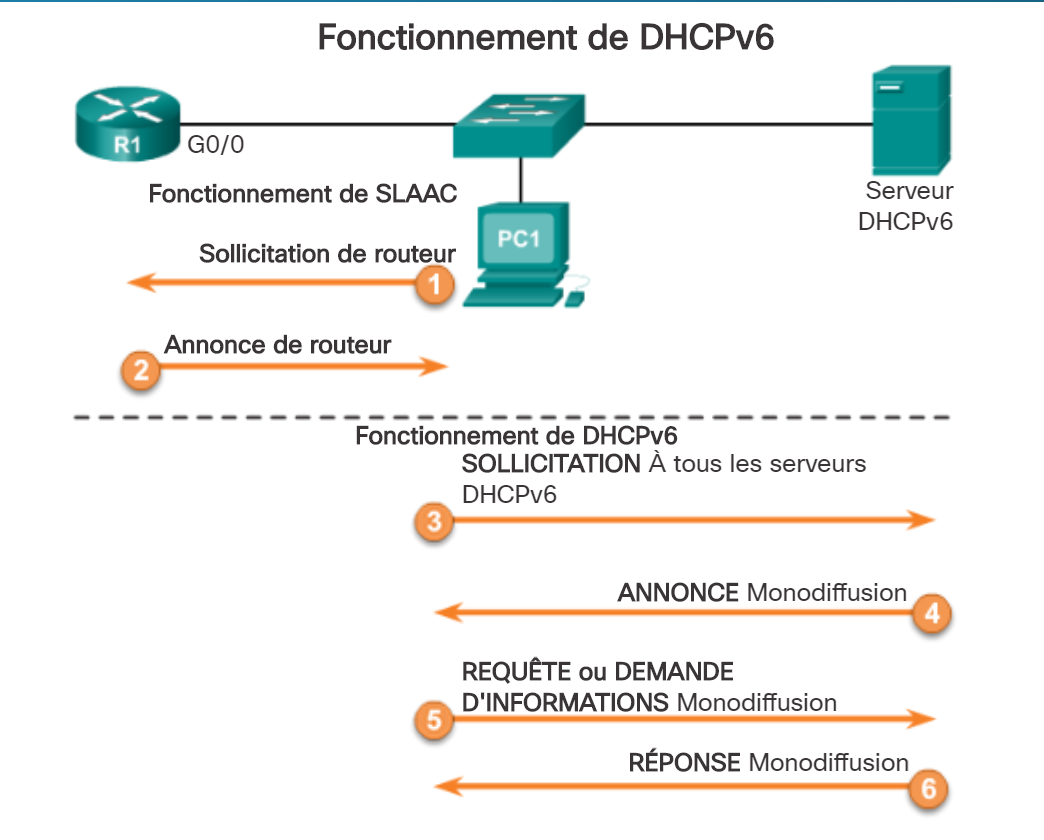 Fonctionnement de DHCPv6
R1
G0/0
Fonctionnement de SLAAC
PC1
Serveur
DHCPv6
Sollicitation de routeur
1
Annonce de routeur
2
Fonctionnement de DHCPv6
SOLLICITATION À tous les serveurs
DHCPv6
3
ANNONCE Monodiffusion
4
REQUÊTE ou DEMANDE
D'INFORMATIONS Monodiffusion
5
RÉPONSE Monodiffusion
6